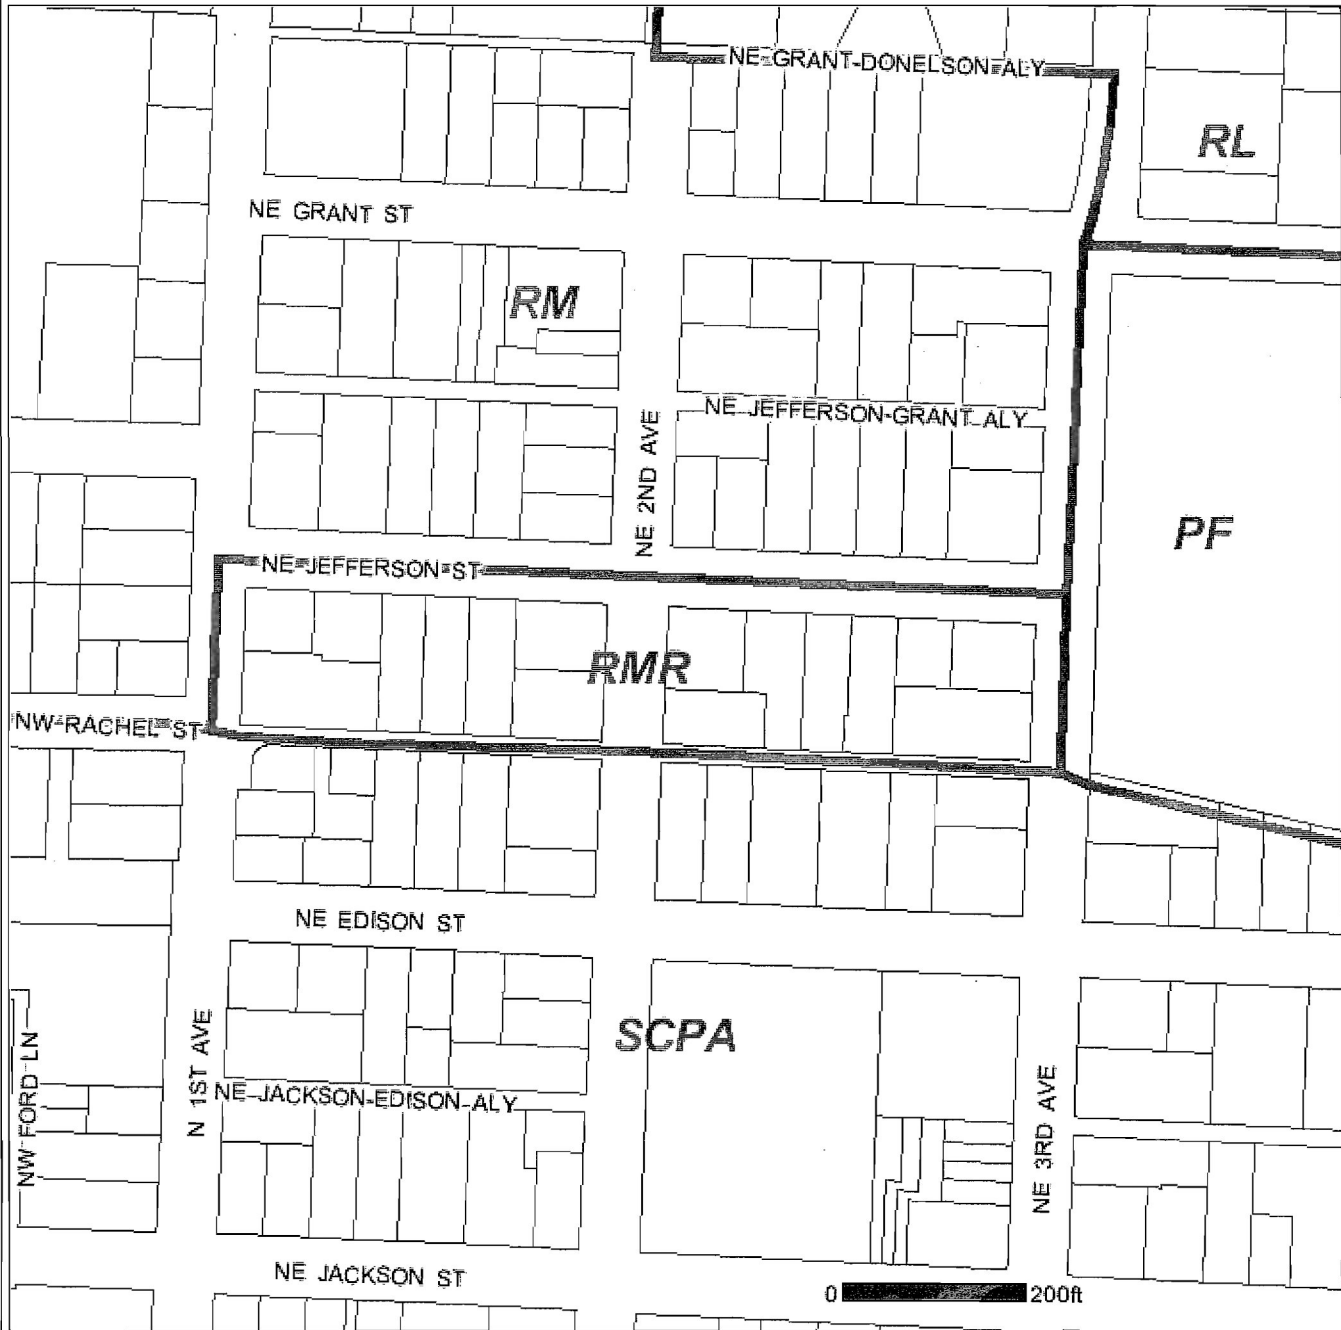 NE GRANT-DONELSON ALY
RL
NE GRANT ST
RM
NE JEFFERSON-GRANT ALY
NE 2ND AVE
PF
NE JEFFERSON ST
RMR
NW RACHEL ST
NE EDISON ST
SCPA
N 1ST AVE
NW FORD LN
NE JACKSON-EDISON ALY
NE 3RD AVE
NE JACKSON ST
0 200ft